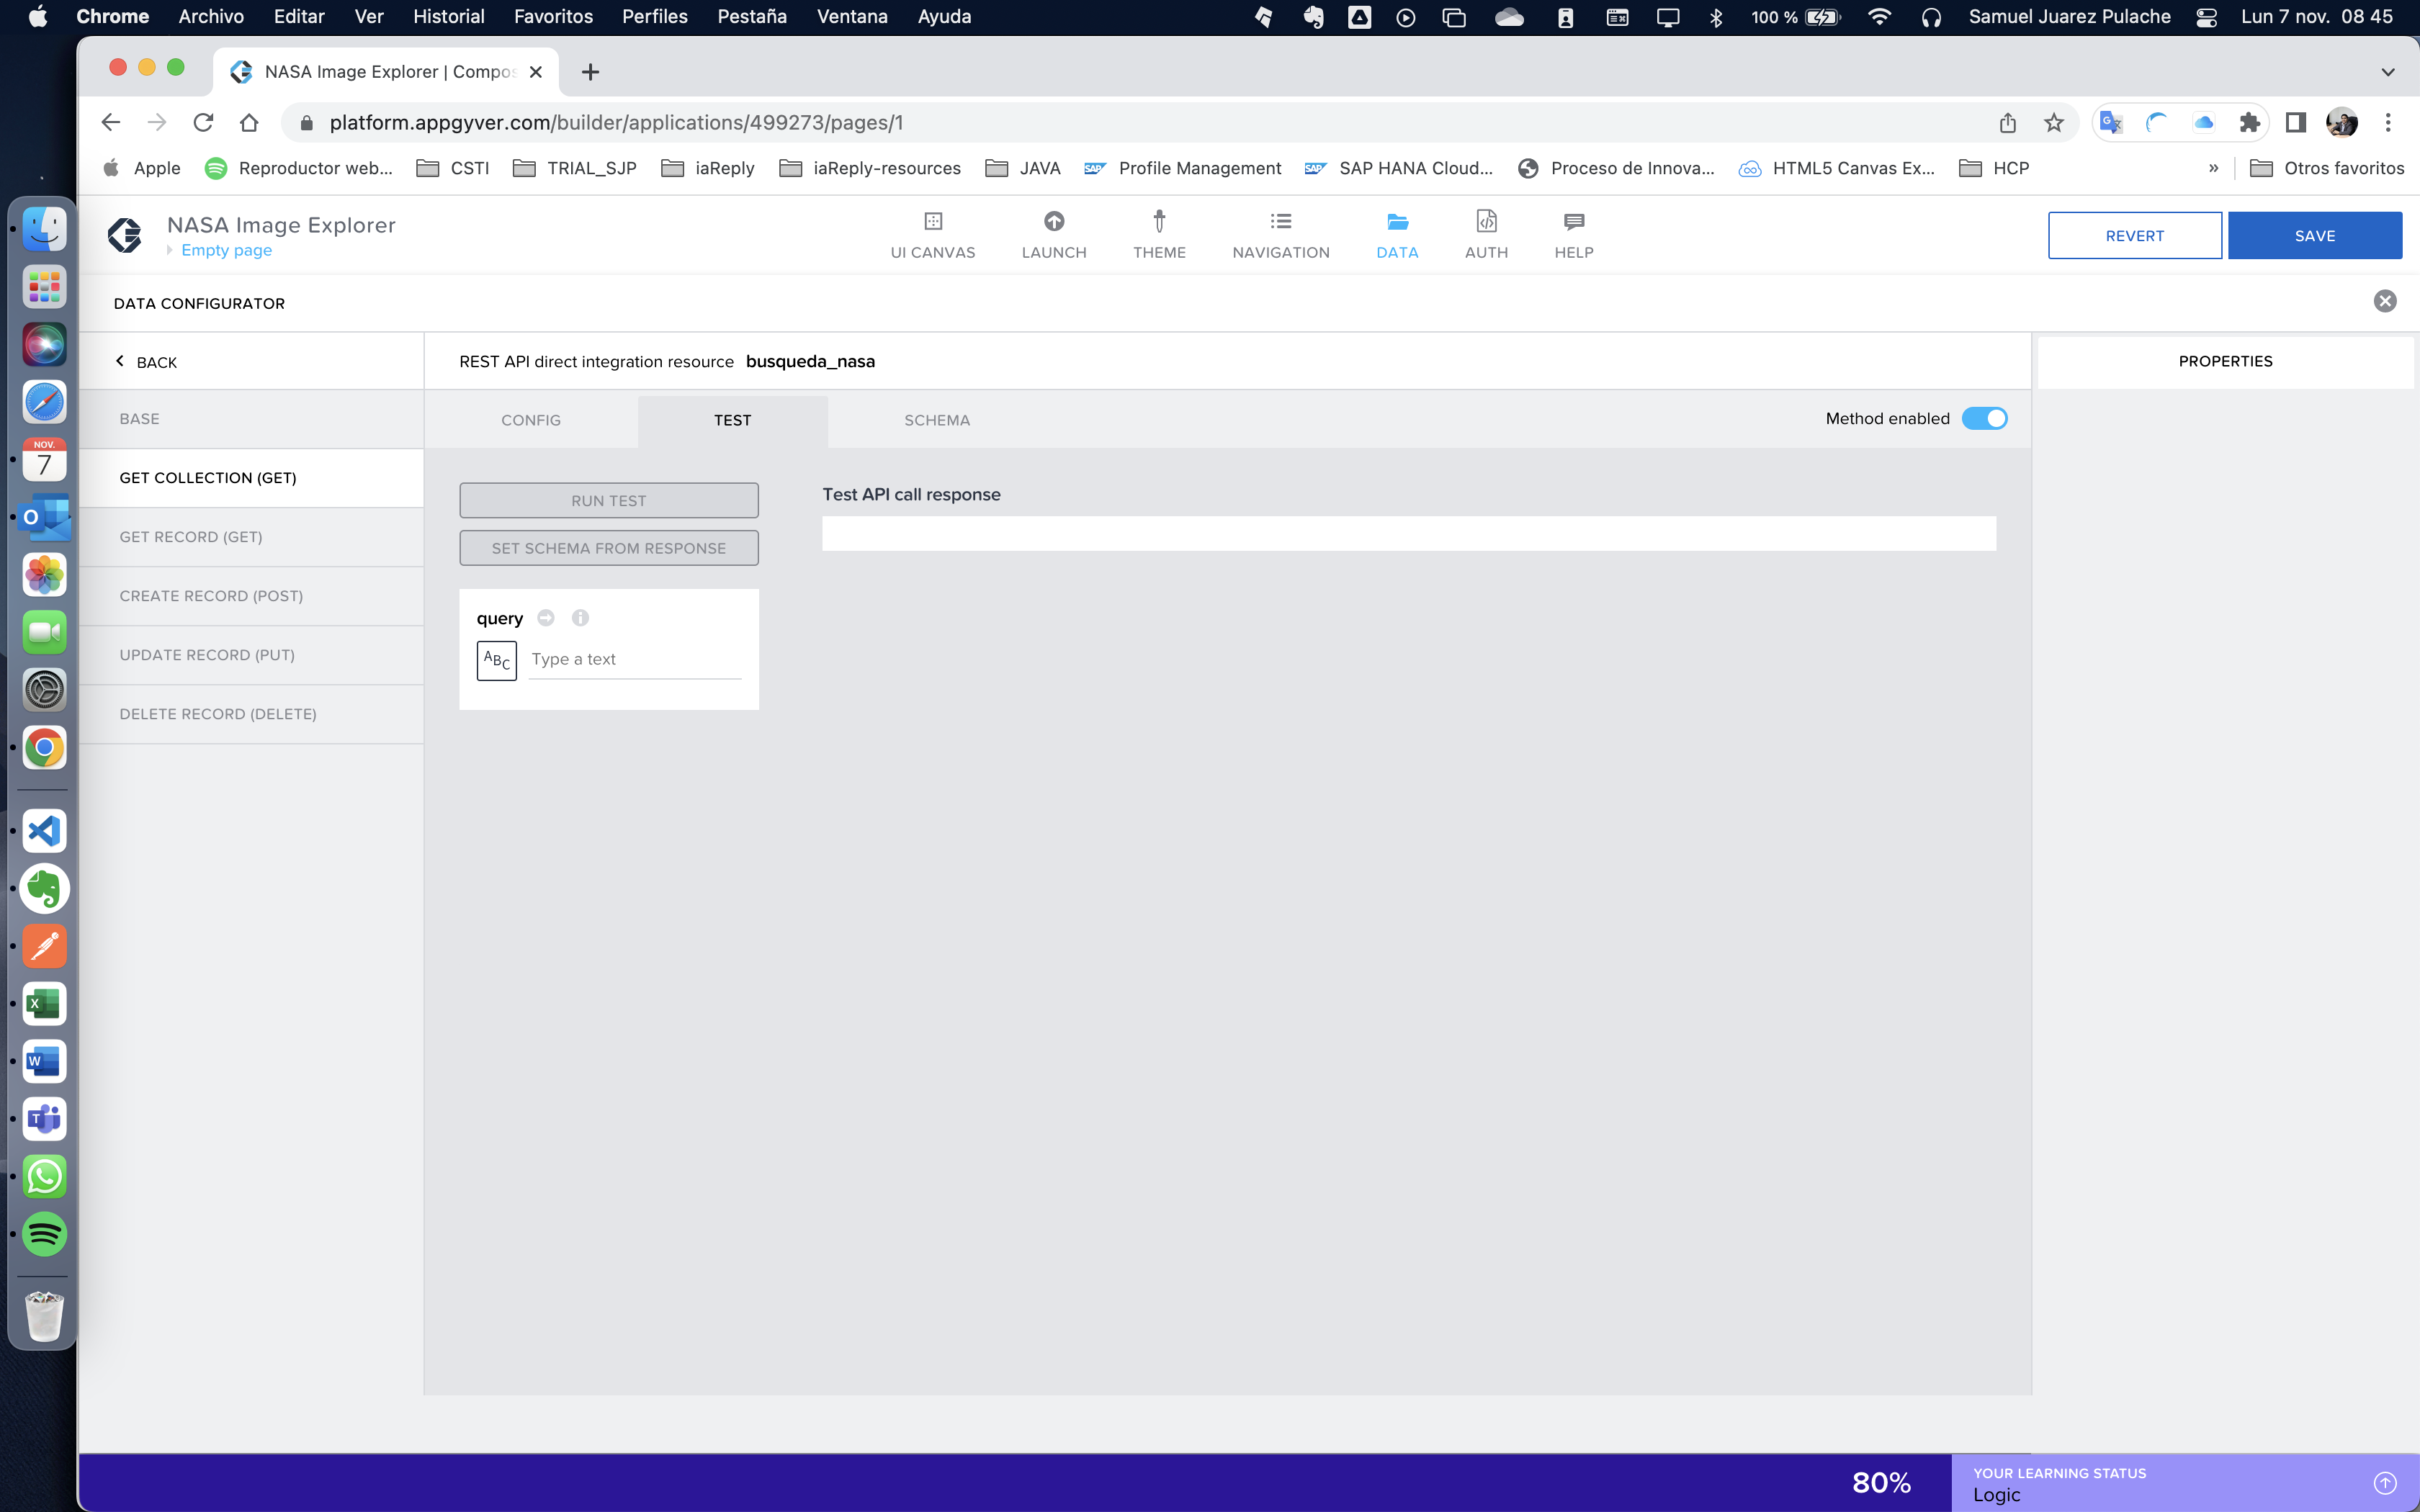 Chrome Archivo Editar Ver Historial Favoritos Perfiles Pestaña Ventana Ayuda 100 % Samuel Juarez Pulache Lun 7 nov. 08 45
NASA Image Explorer | Compos
platform.appgyver.com/builder/applications/499273/pages/1
Apple Reproductor web... CSTI TRIAL_SJP iaReply iaReply-resources JAVA SAP Profile Management SAP SAP HANA Cloud... Proceso de Innova... HTML5 Canvas Ex... HCP » Otros favoritos
NASA Image Explorer
Empty page
UI CANVAS LAUNCH THEME NAVIGATION DATA AUTH HELP
REVERT SAVE
DATA CONFIGURATOR
BACK
REST API direct integration resource busqueda_nasa
PROPERTIES
BASE
GET COLLECTION (GET)
GET RECORD (GET)
CREATE RECORD (POST)
UPDATE RECORD (PUT)
DELETE RECORD (DELETE)
CONFIG TEST SCHEMA
Method enabled
RUN TEST
SET SCHEMA FROM RESPONSE
Test API call response
query
ABC Type a text
NOV.
7
80%
YOUR LEARNING STATUS
Logic